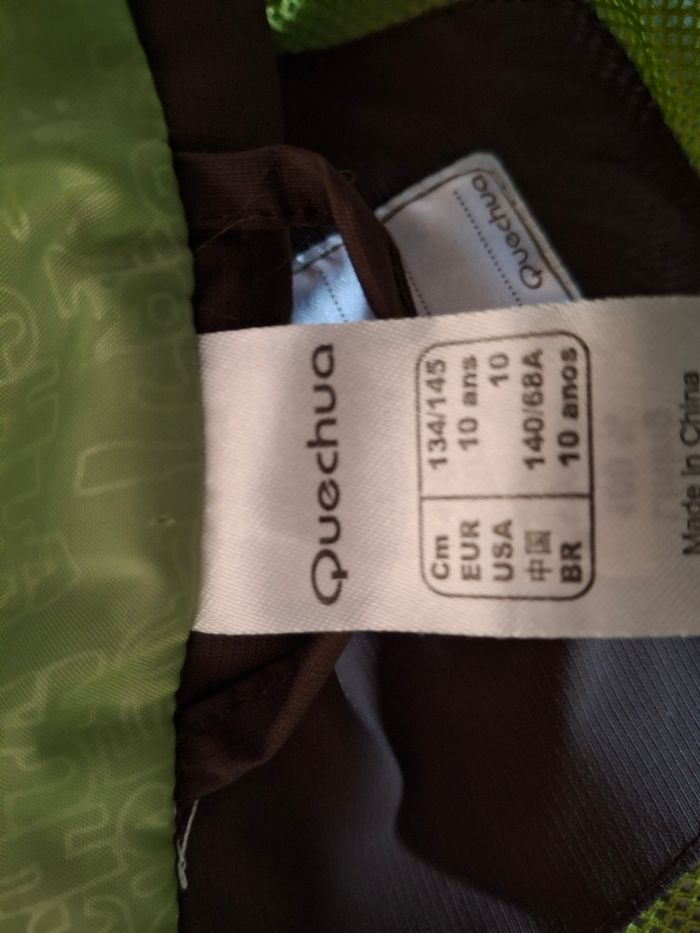 Quechua
Quechua
Cm 134/145
EUR 10 ans
USA 10
中国 140/68A
BR 10 anos
Made In China